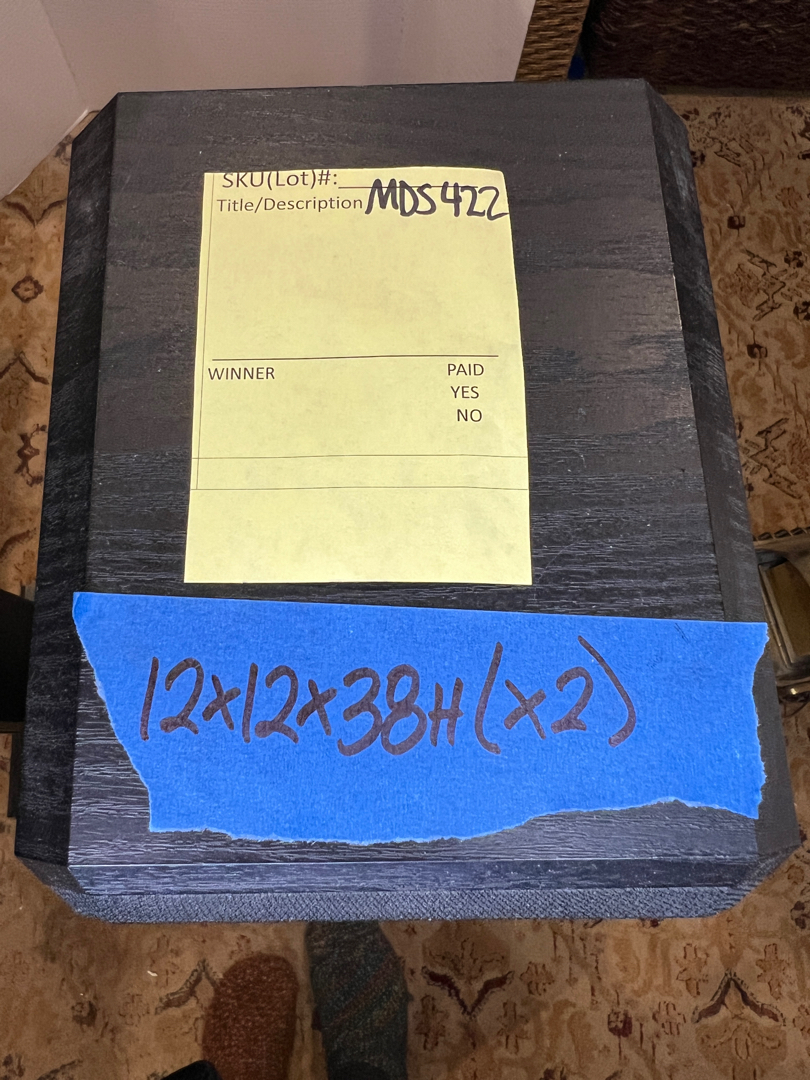 SKU(Lot)#:
MDS422
Title/Description
WINNER
PAID
YES
NO
12x12x38H(x2)